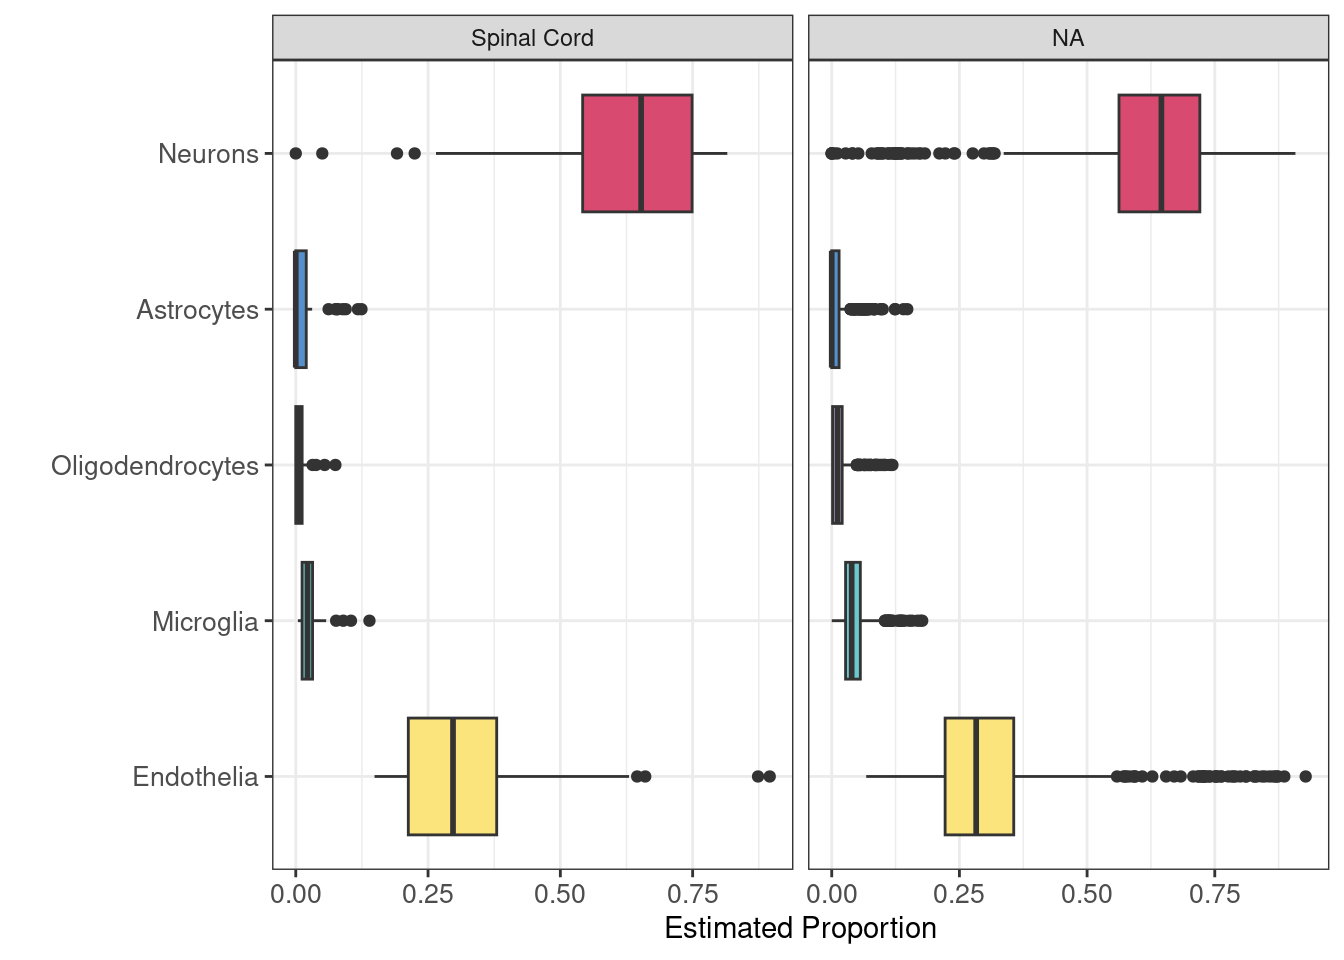 Spinal Cord
NA
Neurons
Astrocytes
Oligodendrocytes
Microglia
Endothelia
0.00 0.25 0.50 0.75
0.00 0.25 0.50 0.75
Estimated Proportion